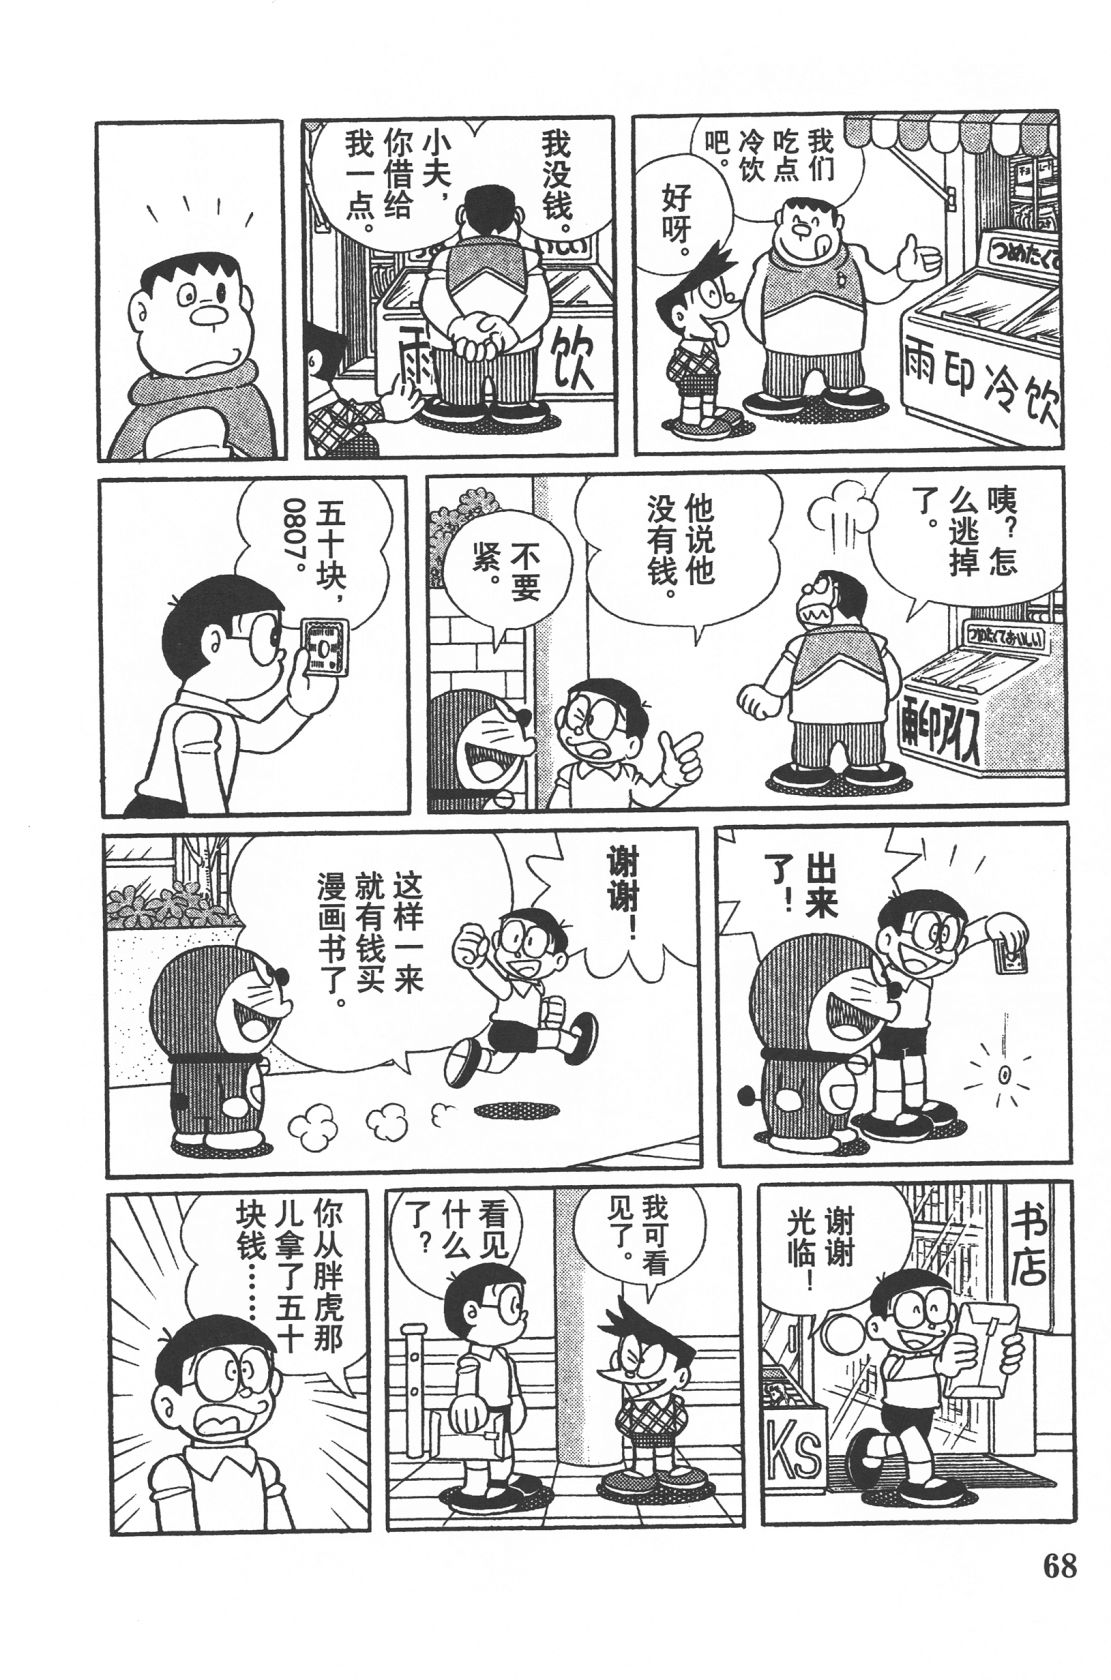 我们
吃点
冷饮
吧。
好呀。
つめたくて
雨印冷饮
我没钱。
小夫，
你借给
我一点。
雨
饮
咦？怎
么逃掉
了。
他说他
没有钱。
不要
紧。
つめたくておいしい
雨印アイス
五十块，
0807。
出来
了！
谢谢！
这样一来
就有钱买
漫画书了。
书店
谢谢
光临！
KS
我可看
见了。
看见
什么
了？
你从胖虎那
儿拿了五十
块钱……
68